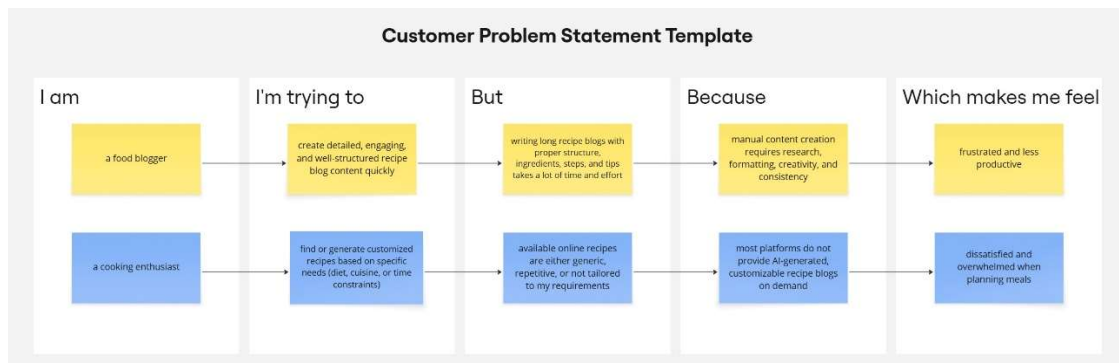 Customer Problem Statement Template
I am
I'm trying to
But
Because
Which makes me feel
a food blogger
create detailed, engaging,
and well-structured recipe
blog content quickly
writing long recipe blogs with
proper structure,
ingredients, steps, and tips
takes a lot of time and effort
manual content creation
requires research,
formatting, creativity, and
consistency
frustrated and less
productive
a cooking enthusiast
find or generate customized
recipes based on specific
needs (diet, cuisine, or time
constraints)
available online recipes
are either generic,
repetitive, or not tailored
to my requirements
most platforms do not
provide AI-generated,
customizable recipe blogs
on demand
dissatisfied and
overwhelmed when
planning meals